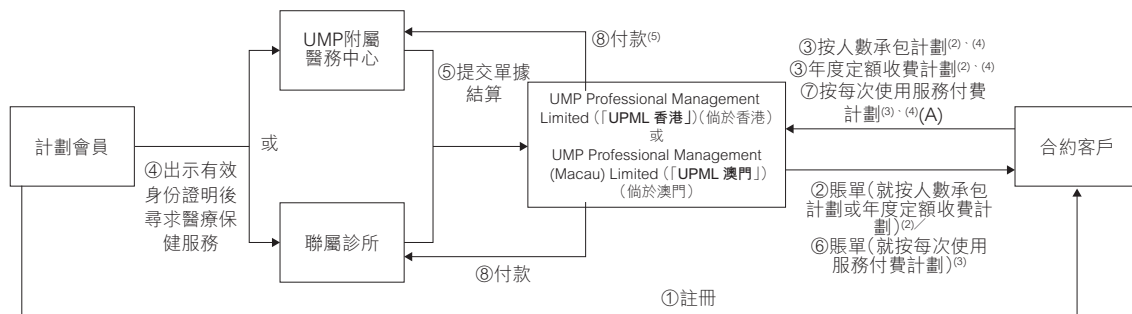 計劃會員
④出示有效
身份證明後
尋求醫療保
健服務
或
UMP附屬
醫務中心
聯屬診所
⑤提交單據
結算
⑧付款(5)
⑧付款
UMP Professional Management
Limited(「UPML 香港」)(倘於香港)
或
UMP Professional Management
(Macau) Limited(「UPML 澳門」)
(倘於澳門)
③按人數承包計劃(2)、(4)
③年度定額收費計劃(2)、(4)
⑦按每次使用服務付費
計劃(3)、(4)(A)
②賬單(就按人數承包
計劃或年度定額收費計
劃)(2)/
⑥賬單(就按每次使用
服務付費計劃)(3)
合約客戶
①註冊